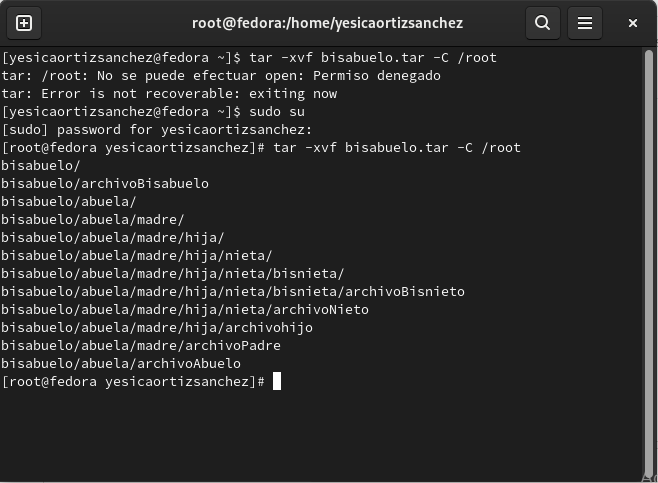 root@fedora:/home/yesicaortizsanchez
[yesicaortizsanchez@fedora ~]$ tar -xvf bisabuelo.tar -C /root
tar: /root: No se puede efectuar open: Permiso denegado
tar: Error is not recoverable: exiting now
[yesicaortizsanchez@fedora ~]$ sudo su
[sudo] password for yesicaortizsanchez:
[root@fedora yesicaortizsanchez]# tar -xvf bisabuelo.tar -C /root
bisabuelo/
bisabuelo/archivoBisabuelo
bisabuelo/abuela/
bisabuelo/abuela/madre/
bisabuelo/abuela/madre/hija/
bisabuelo/abuela/madre/hija/nieta/
bisabuelo/abuela/madre/hija/nieta/bisnieta/
bisabuelo/abuela/madre/hija/nieta/bisnieta/archivoBisnieto
bisabuelo/abuela/madre/hija/nieta/archivoNieto
bisabuelo/abuela/madre/hija/archivohijo
bisabuelo/abuela/madre/archivoPadre
bisabuelo/abuela/archivoAbuelo
[root@fedora yesicaortizsanchez]#